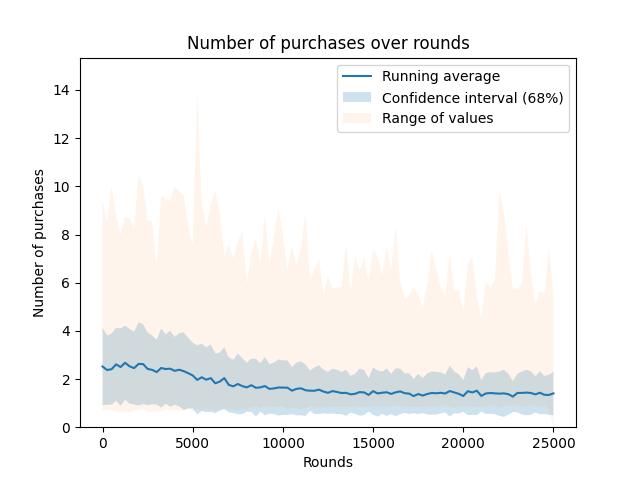 Number of purchases over rounds
Running average
Confidence interval (68%)
Range of values
Number of purchases
14
12
10
8
6
4
2
0
0 5000 10000 15000 20000 25000
Rounds